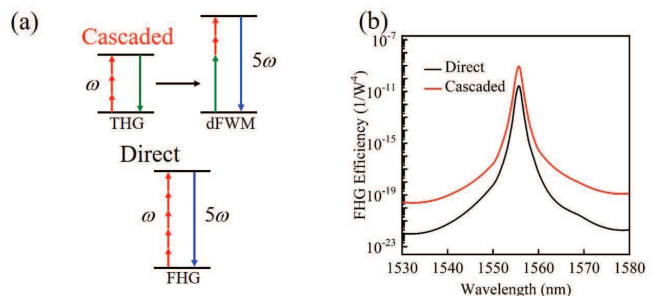 (a)
Cascaded
ω
5ω
THG
dFWM
Direct
ω
5ω
FHG
(b)
FHG Efficiency (1/W⁴)
10⁻⁷
10⁻¹¹
10⁻¹⁵
10⁻¹⁹
10⁻²³
Direct
Cascaded
1530 1540 1550 1560 1570 1580
Wavelength (nm)